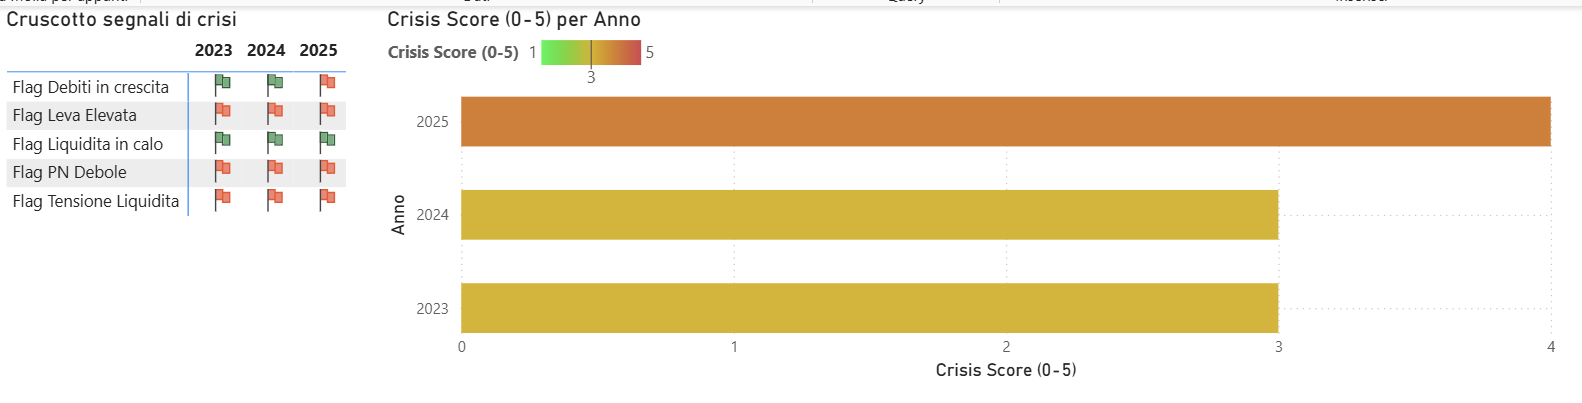 Cruscotto segnali di crisi
2023 2024 2025
Flag Debiti in crescita
Flag Leva Elevata
Flag Liquidita in calo
Flag PN Debole
Flag Tensione Liquidita
Crisis Score (0-5) per Anno
Crisis Score (0-5) 1 5
3
Anno
2025
2024
2023
0 1 2 3 4
Crisis Score (0-5)